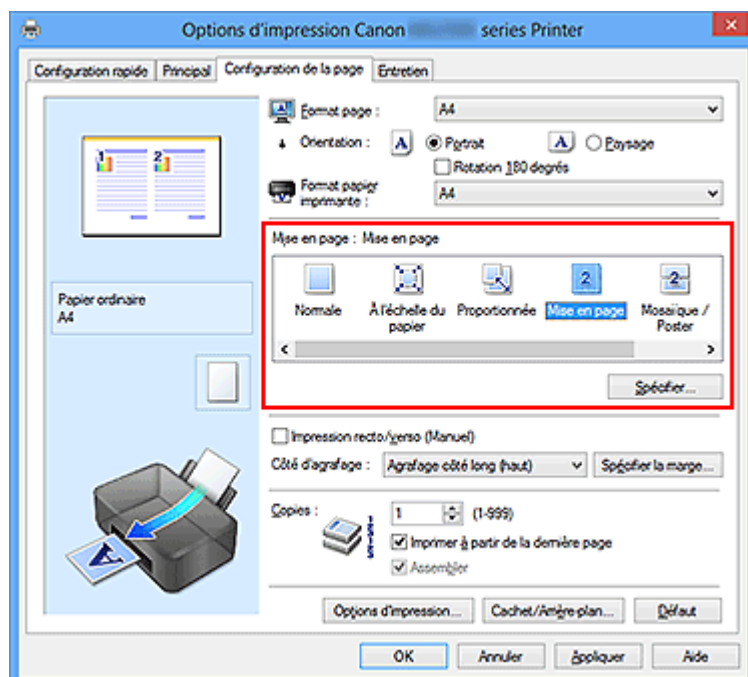 Options d'impression Canon series Printer
Configuration rapide Principal Configuration de la page Entretien
Format page : A4
Orientation : A Portrait A Paysage
Rotation 180 degrés
Format papier
imprimante : A4
1 2
Mise en page : Mise en page
2 -2-
Normale À l'échelle du Proportionnée Mise en page Mosaïque /
papier Poster
Papier ordinaire
A4
Spécifier...
Impression recto/verso (Manuel)
Côté d'agrafage : Agrafage côté long (haut) Spécifier la marge...
Copies : 1 (1-999)
Imprimer à partir de la dernière page
Assembler
A
Options d'impression... Cachet/Arrière-plan... Défaut
OK Annuler Appliquer Aide